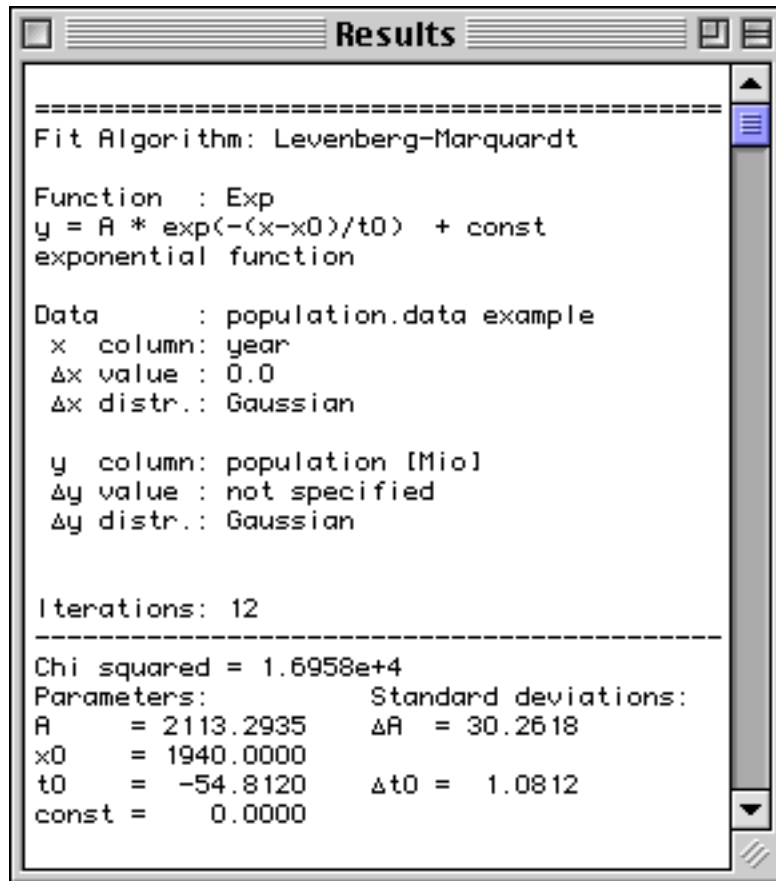 Results
===========================================
Fit Algorithm: Levenberg-Marquardt
Function  : Exp
y = A * exp(-(x-x0)/t0)  + const
exponential function
Data      : population.data example
x  column: year
Δx value : 0.0
Δx distr.: Gaussian
y  column: population [Mio]
Δy value : not specified
Δy distr.: Gaussian
Iterations: 12
-------------------------------------------
Chi squared = 1.6958e+4
Parameters:          Standard deviations:
A     = 2113.2935    ΔA  = 30.2618
x0    = 1940.0000
t0    =  -54.8120    Δt0 =  1.0812
const =    0.0000